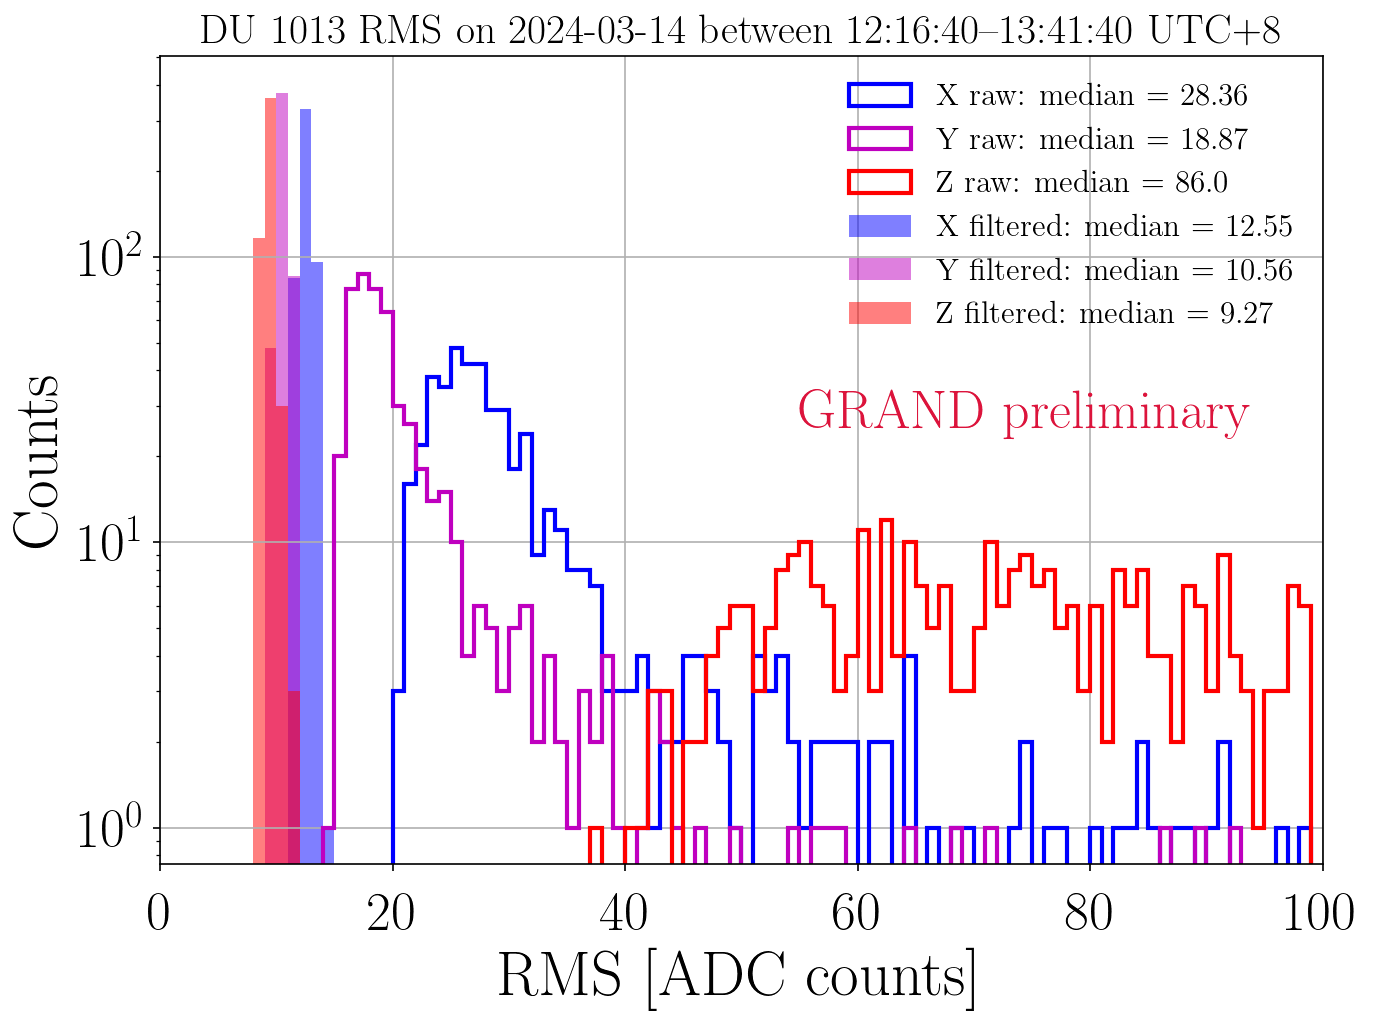 DU 1013 RMS on 2024-03-14 between 12:16:40–13:41:40 UTC+8
X raw: median = 28.36
Y raw: median = 18.87
Z raw: median = 86.0
X filtered: median = 12.55
Y filtered: median = 10.56
Z filtered: median = 9.27
GRAND preliminary
Counts
10²
10¹
10⁰
0 20 40 60 80 100
RMS [ADC counts]